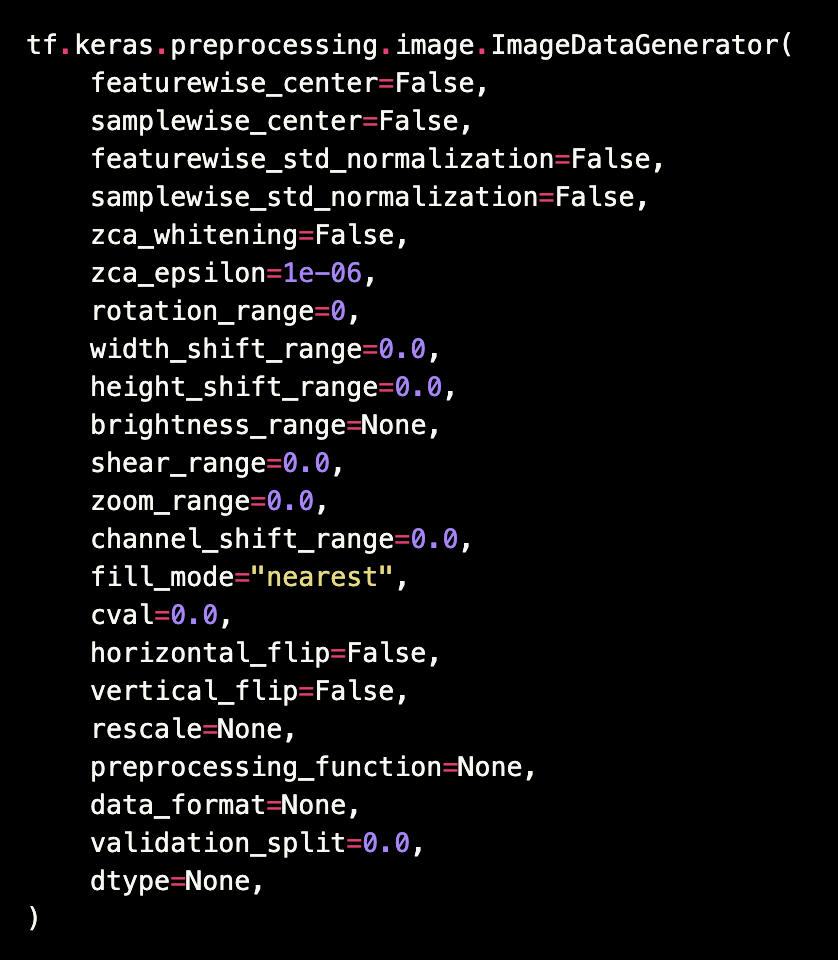 tf.keras.preprocessing.image.ImageDataGenerator(
    featurewise_center=False,
    samplewise_center=False,
    featurewise_std_normalization=False,
    samplewise_std_normalization=False,
    zca_whitening=False,
    zca_epsilon=1e-06,
    rotation_range=0,
    width_shift_range=0.0,
    height_shift_range=0.0,
    brightness_range=None,
    shear_range=0.0,
    zoom_range=0.0,
    channel_shift_range=0.0,
    fill_mode="nearest",
    cval=0.0,
    horizontal_flip=False,
    vertical_flip=False,
    rescale=None,
    preprocessing_function=None,
    data_format=None,
    validation_split=0.0,
    dtype=None,
)